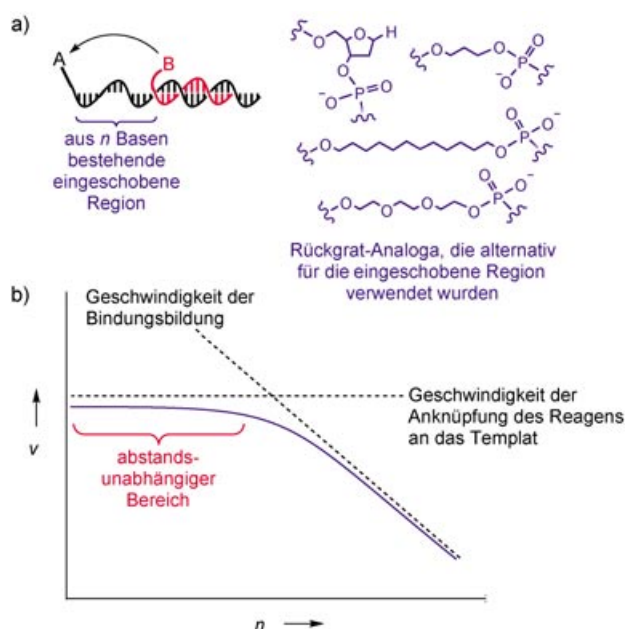 a)
A
B
aus n Basen
bestehende
eingeschobene
Region
O
H
O
O
P
O
O⁻
O
O
P
O
O⁻
O
O
P
O
O⁻
O
O
O
O
O
P
O
O⁻
Rückgrat-Analoga, die alternativ
für die eingeschobene Region
verwendet wurden
b)
Geschwindigkeit der
Bindungsbildung
Geschwindigkeit der
Anknüpfung des Reagens
an das Templat
v
abstands-
unabhängiger
Bereich
n